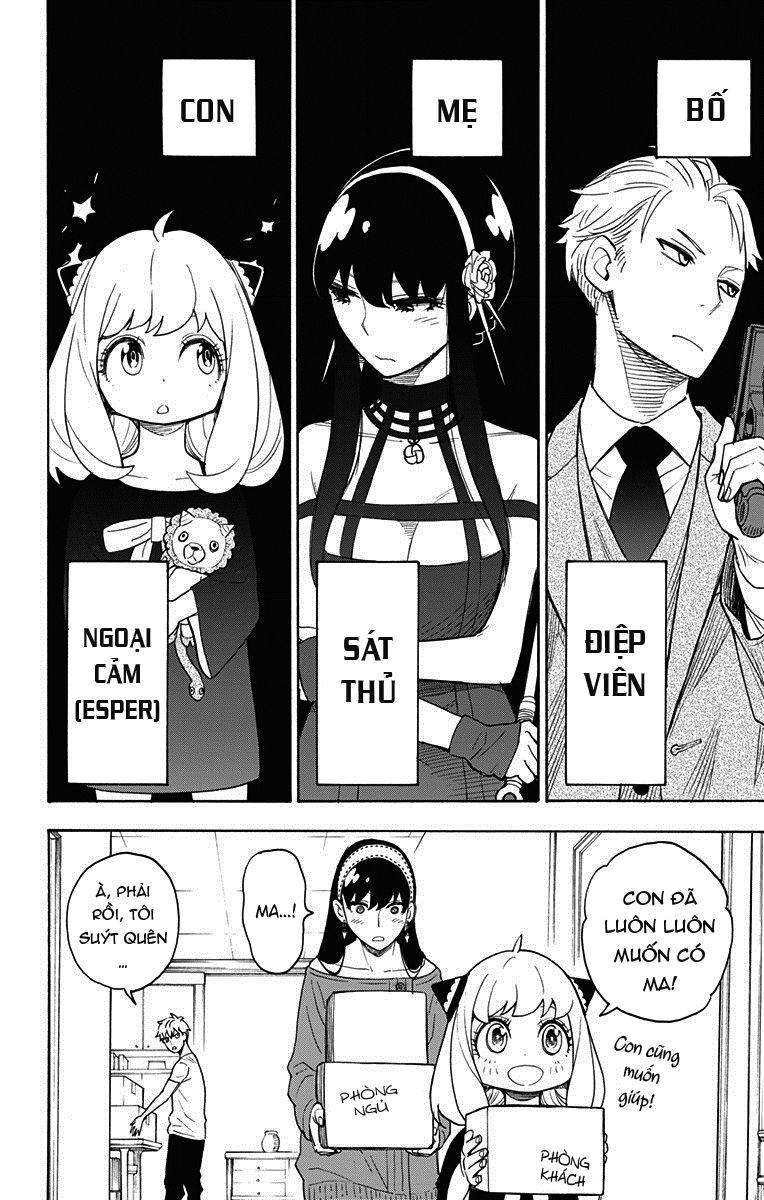 BỐ
ĐIỆP
VIÊN
MẸ
SÁT
THỦ
CON
NGOẠI
CẢM
(ESPER)
CON ĐÃ
LUÔN LUÔN
MUỐN CÓ
MA!
Con cũng
muốn
giúp!
MA...!
À, PHẢI
RỒI, TÔI
SUÝT QUÊN
...
PHÒNG
NGỦ
PHÒNG
KHÁCH